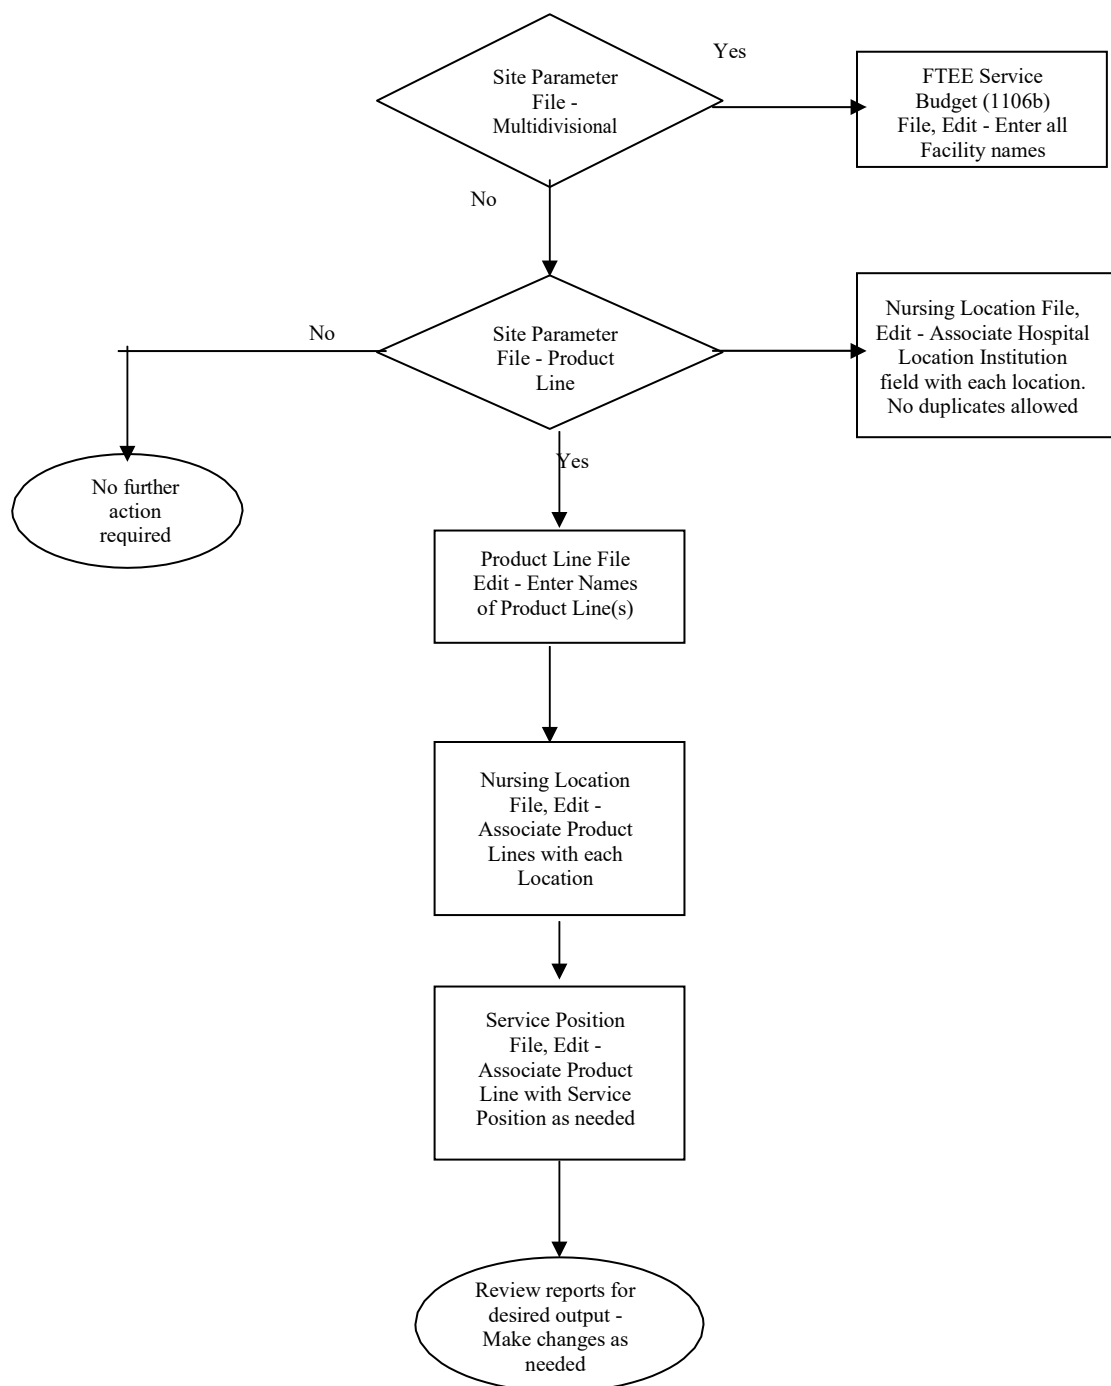 Yes
Site Parameter
File -
Multidivisional
FTEE Service
Budget (1106b)
File, Edit - Enter all
Facility names
No
No
Site Parameter
File - Product
Line
Nursing Location File,
Edit - Associate Hospital
Location Institution
field with each location.
No duplicates allowed
Yes
No further
action
required
Product Line File
Edit - Enter Names
of Product Line(s)
Nursing Location
File, Edit -
Associate Product
Lines with each
Location
Service Position
File, Edit -
Associate Product
Line with Service
Position as needed
Review reports for
desired output -
Make changes as
needed